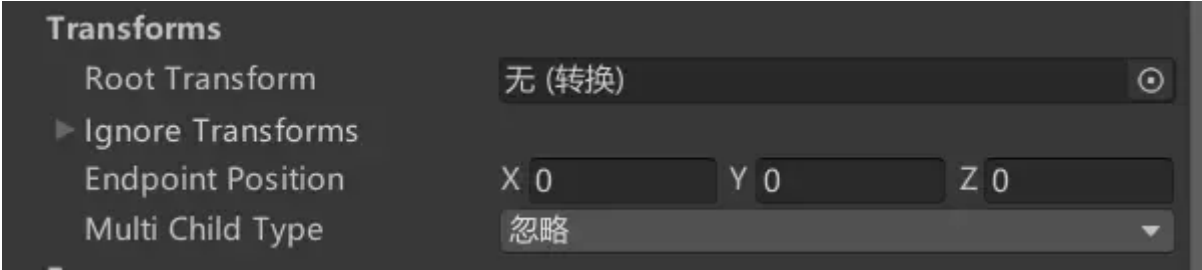 Transforms
Root Transform 无 (转换)
Ignore Transforms
Endpoint Position X 0 Y 0 Z 0
Multi Child Type 忽略